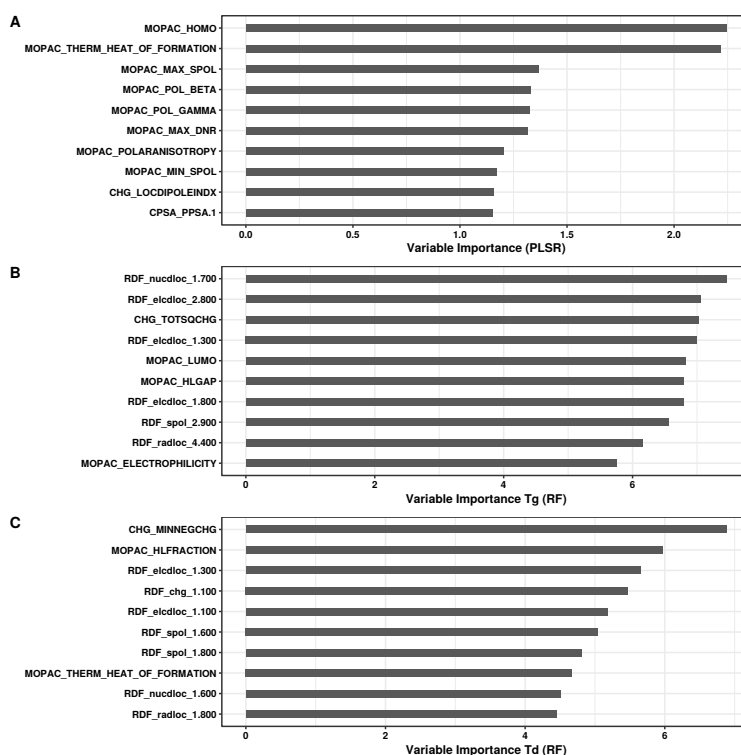 A
MOPAC_HOMO
MOPAC_THERM_HEAT_OF_FORMATION
MOPAC_MAX_SPOL
MOPAC_POL_BETA
MOPAC_POL_GAMMA
MOPAC_MAX_DNR
MOPAC_POLARANISOTROPY
MOPAC_MIN_SPOL
CHG_LOCDIPOLEINDX
CPSA_PPSA.1
0.0 0.5 1.0 1.5 2.0
Variable Importance (PLSR)
B
RDF_nucdloc_1.700
RDF_elcdloc_2.800
CHG_TOTSQCHG
RDF_elcdloc_1.300
MOPAC_LUMO
MOPAC_HLGAP
RDF_elcdloc_1.800
RDF_spol_2.900
RDF_radloc_4.400
MOPAC_ELECTROPHILICITY
0 2 4 6
Variable Importance Tg (RF)
C
CHG_MINNEGCHG
MOPAC_HLFRACTION
RDF_elcdloc_1.300
RDF_chg_1.100
RDF_elcdloc_1.100
RDF_spol_1.600
RDF_spol_1.800
MOPAC_THERM_HEAT_OF_FORMATION
RDF_nucdloc_1.600
RDF_radloc_1.800
0 2 4 6
Variable Importance Td (RF)